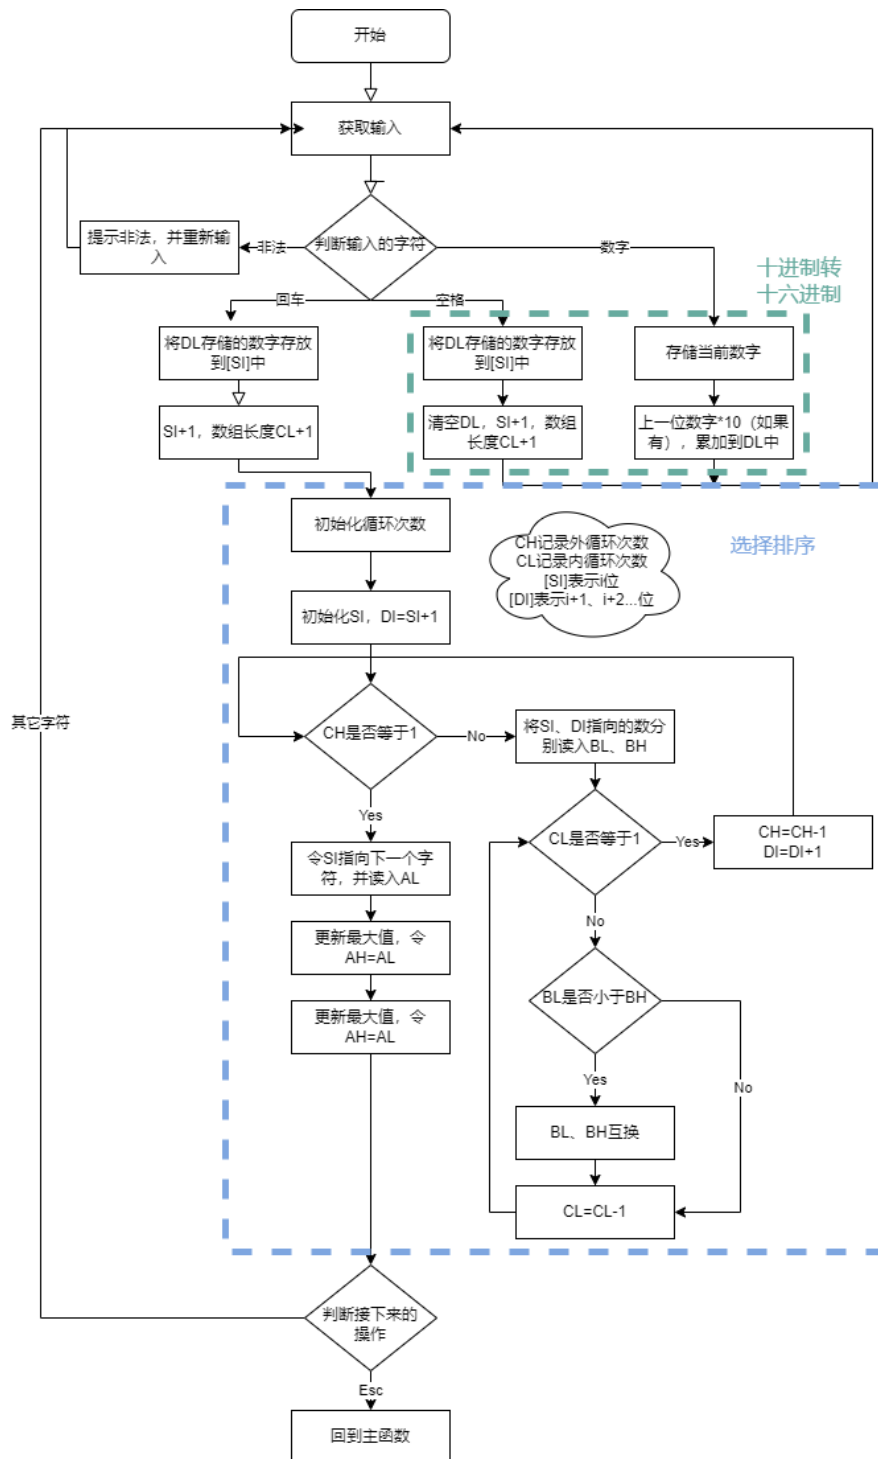 开始
获取输入
提示非法，并重新输
入
非法
判断输入的字符
数字
十进制转
十六进制
回车
空格
将DL存储的数字存放
到[SI]中
将DL存储的数字存放
到[SI]中
存储当前数字
SI+1，数组长度CL+1
清空DL，SI+1，数组
长度CL+1
上一位数字*10（如果
有），累加到DL中
初始化循环次数
CH记录外循环次数
CL记录内循环次数
[SI]表示i位
[DI]表示i+1、i+2...位
选择排序
初始化SI，DI=SI+1
其它字符
CH是否等于1
No
将SI、DI指向的数分
别读入BL、BH
Yes
CL是否等于1
Yes
CH=CH-1
DI=DI+1
令SI指向下一个字
符，并读入AL
No
更新最大值，令
AH=AL
BL是否小于BH
更新最大值，令
AH=AL
Yes
No
BL、BH互换
CL=CL-1
判断接下来的
操作
Esc
回到主函数